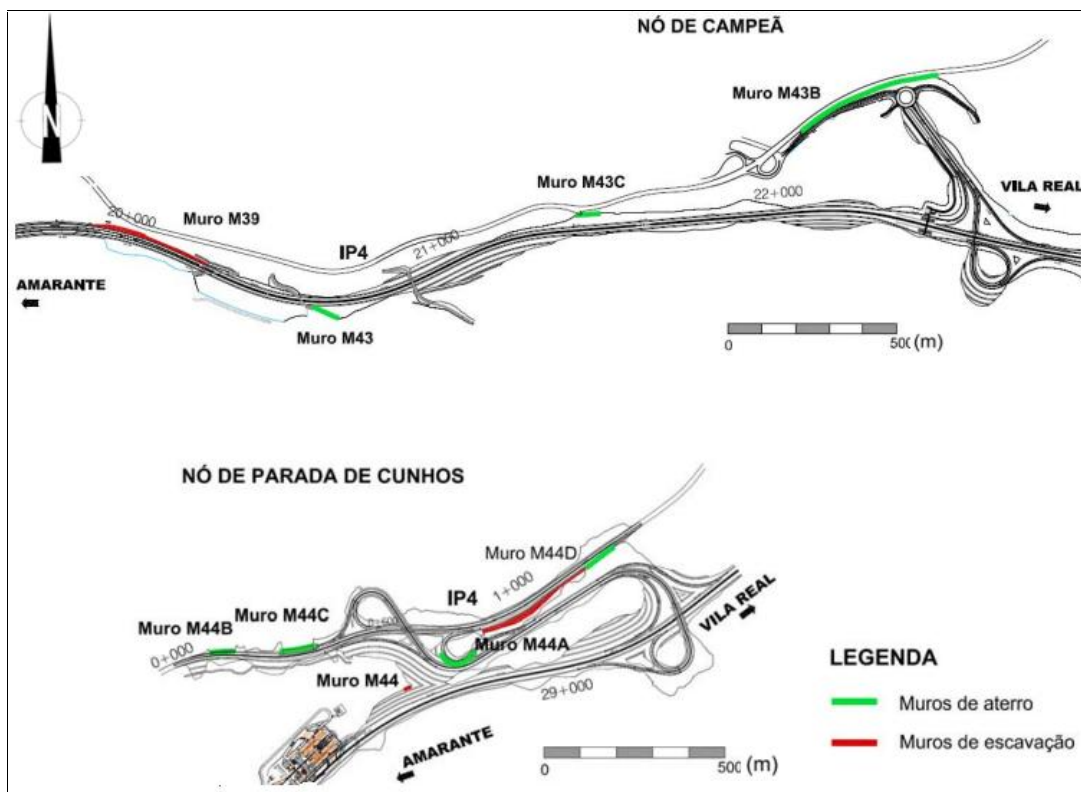 NÓ DE CAMPEÃ
N
Muro M43B
Muro M43C
22+000
VILA REAL
20+000
Muro M39
IP4
21+000
AMARANTE
Muro M43
0
500 (m)
NÓ DE PARADA DE CUNHOS
Muro M44D
1+000
IP4
VILA REAL
Muro M44C
0+500
Muro M44B
Muro M44A
0+000
Muro M44
29+000
LEGENDA
Muros de aterro
AMARANTE
Muros de escavação
0
500 (m)